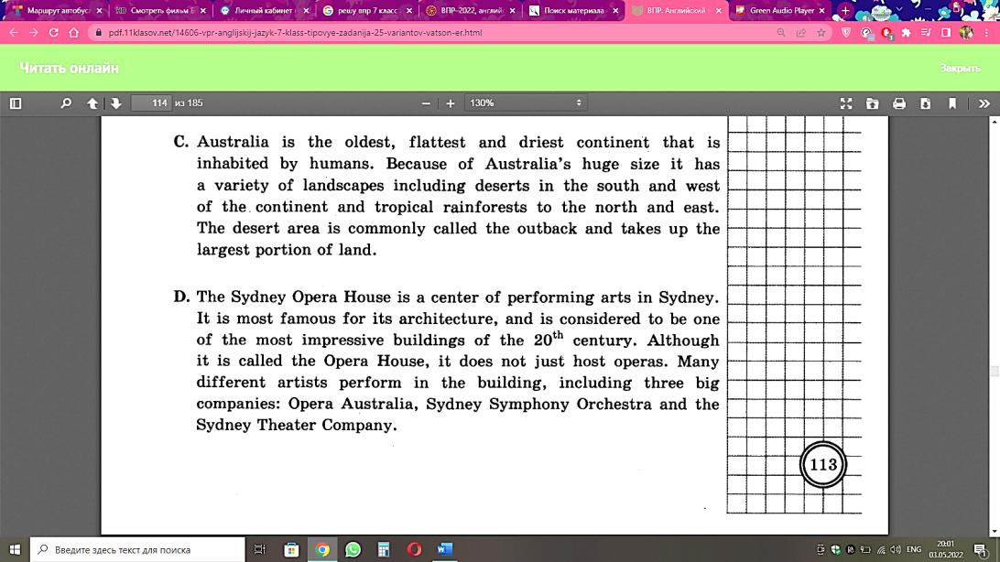 Маршрут автобус
Смотреть фильм Б
Личный кабинет
решу впр 7 класс
ВПР–2022, англий
Поиск материала
ВПР. Английский
Green Audio Player
pdf.11klasov.net/14606-vpr-anglijskij-jazyk-7-klass-tipovye-zadanija-25-variantov-vatson-er.html
Читать онлайн
Закрыть
114 из 185
130%
C. Australia is the oldest, flattest and driest continent that is
inhabited by humans. Because of Australia's huge size it has
a variety of landscapes including deserts in the south and west
of the continent and tropical rainforests to the north and east.
The desert area is commonly called the outback and takes up the
largest portion of land.
D. The Sydney Opera House is a center of performing arts in Sydney.
It is most famous for its architecture, and is considered to be one
of the most impressive buildings of the 20th century. Although
it is called the Opera House, it does not just host operas. Many
different artists perform in the building, including three big
companies: Opera Australia, Sydney Symphony Orchestra and the
Sydney Theater Company.
113
Введите здесь текст для поиска
ENG
20:01
03.05.2022